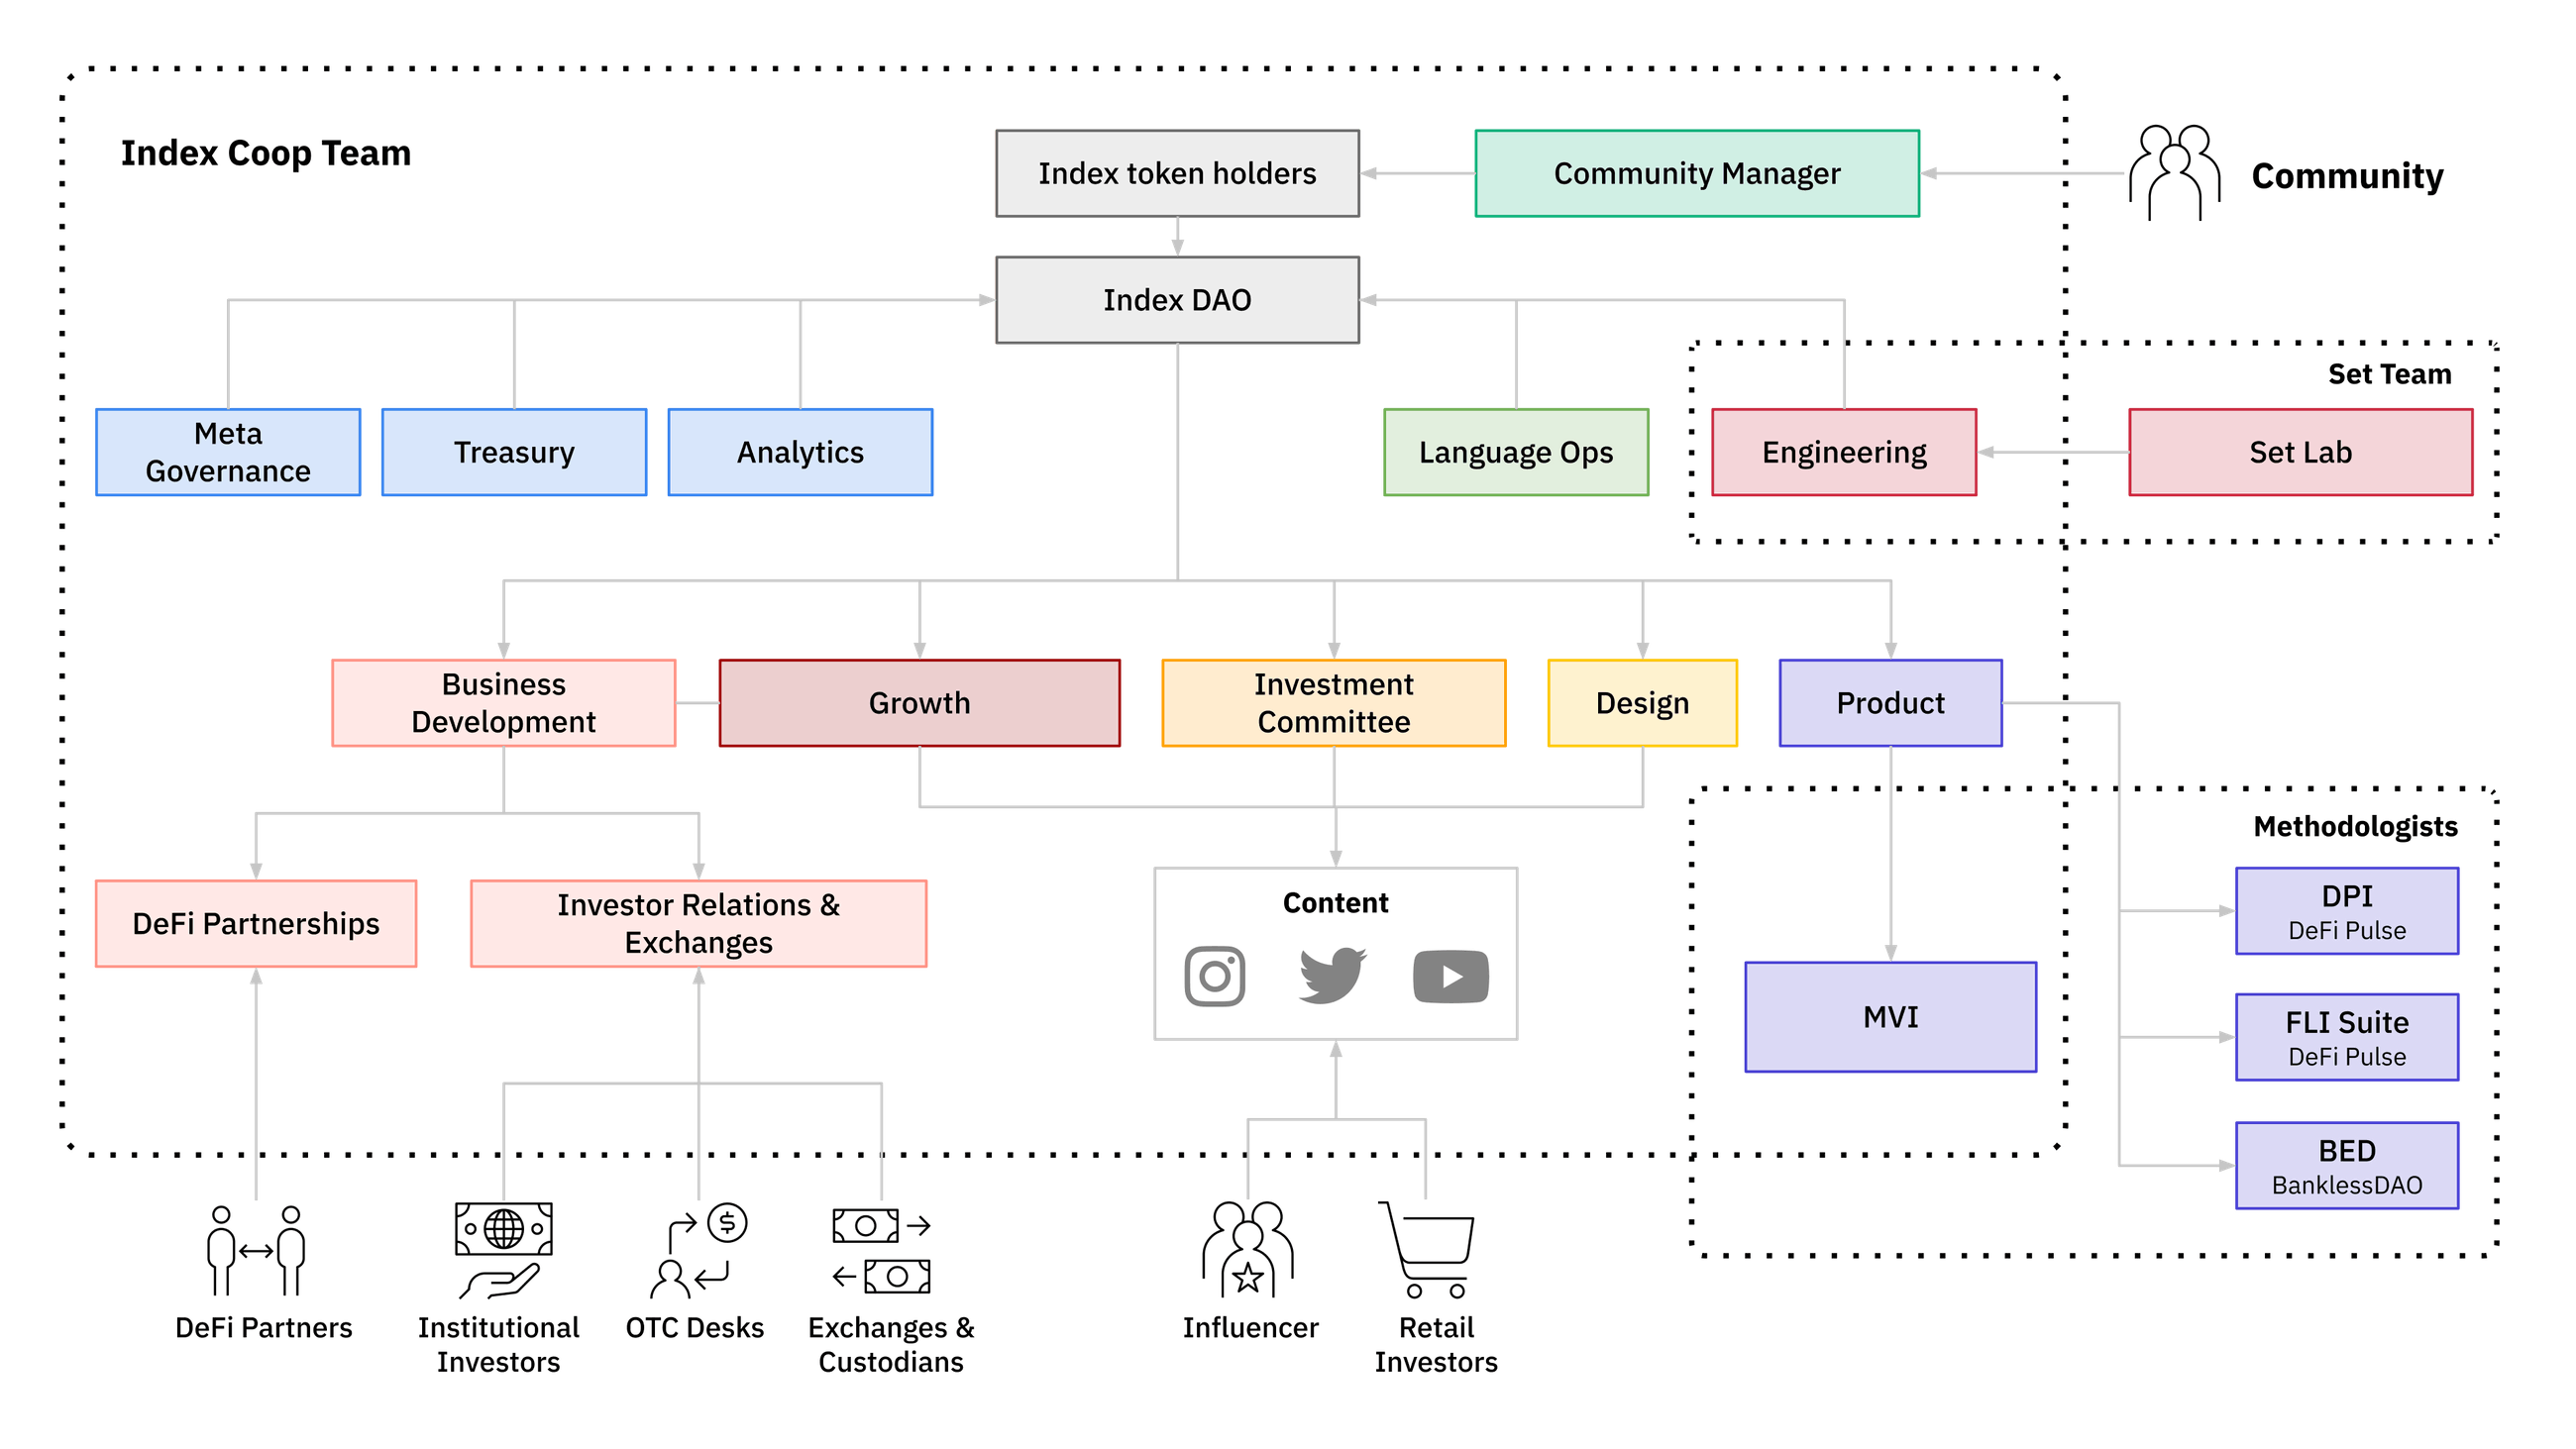 Index Coop Team
Index token holders
Community Manager
Community
Index DAO
Set Team
Meta
Governance
Treasury
Analytics
Language Ops
Engineering
Set Lab
Business
Development
Growth
Investment
Committee
Design
Product
Methodologists
DeFi Partnerships
Investor Relations &
Exchanges
Content
DPI
DeFi Pulse
MVI
FLI Suite
DeFi Pulse
BED
BanklessDAO
DeFi Partners
Institutional
Investors
OTC Desks
Exchanges &
Custodians
Influencer
Retail
Investors